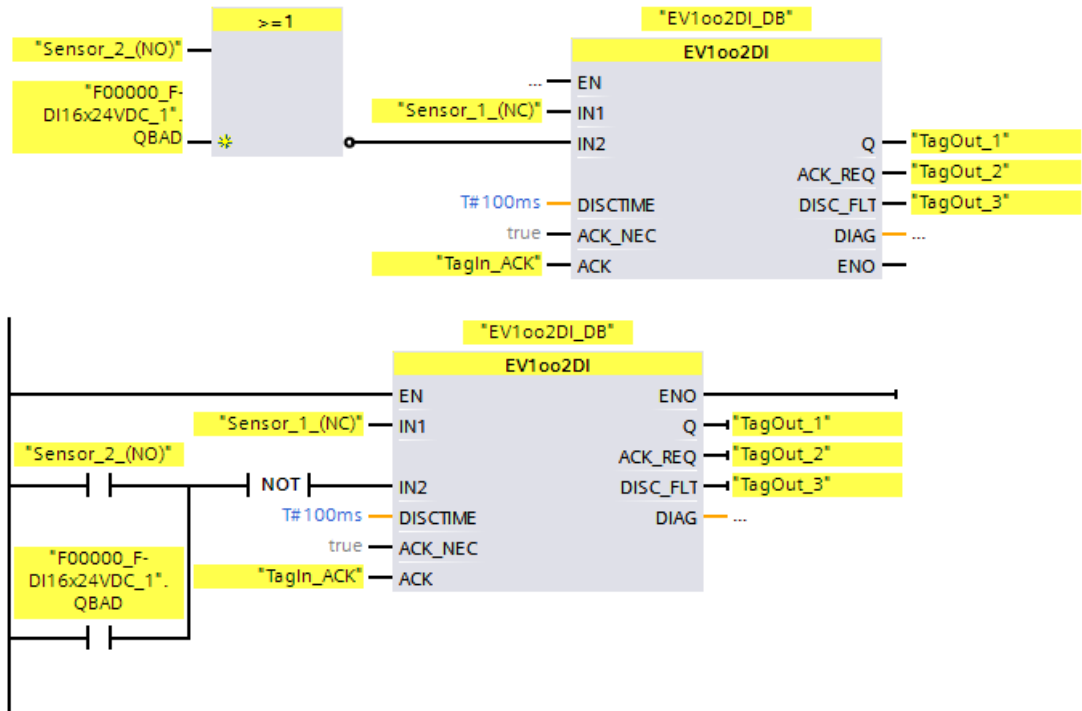 >=1
"Sensor_2_(NO)"
"F00000_F-
DI16x24VDC_1".
QBAD
"EV1oo2DI_DB"
EV1oo2DI
... EN
"Sensor_1_(NC)" IN1
IN2 Q "TagOut_1"
ACK_REQ "TagOut_2"
T#100ms DISCTIME DISC_FLT "TagOut_3"
true ACK_NEC DIAG ...
"TagIn_ACK" ACK ENO
"EV1oo2DI_DB"
EV1oo2DI
EN ENO
"Sensor_1_(NC)" IN1 Q "TagOut_1"
"Sensor_2_(NO)" ACK_REQ "TagOut_2"
NOT IN2 DISC_FLT "TagOut_3"
T#100ms DISCTIME DIAG ...
true ACK_NEC
"F00000_F-
DI16x24VDC_1".
QBAD
"TagIn_ACK" ACK